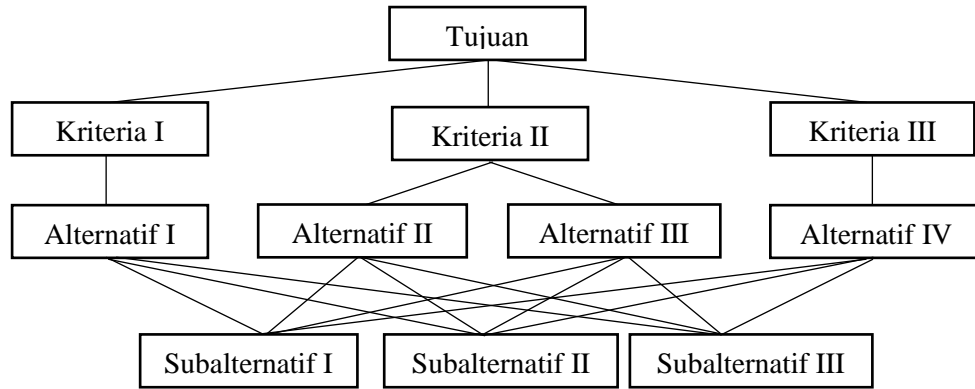 Tujuan
Kriteria I
Kriteria II
Kriteria III
Alternatif I
Alternatif II
Alternatif III
Alternatif IV
Subalternatif I
Subalternatif II
Subalternatif III